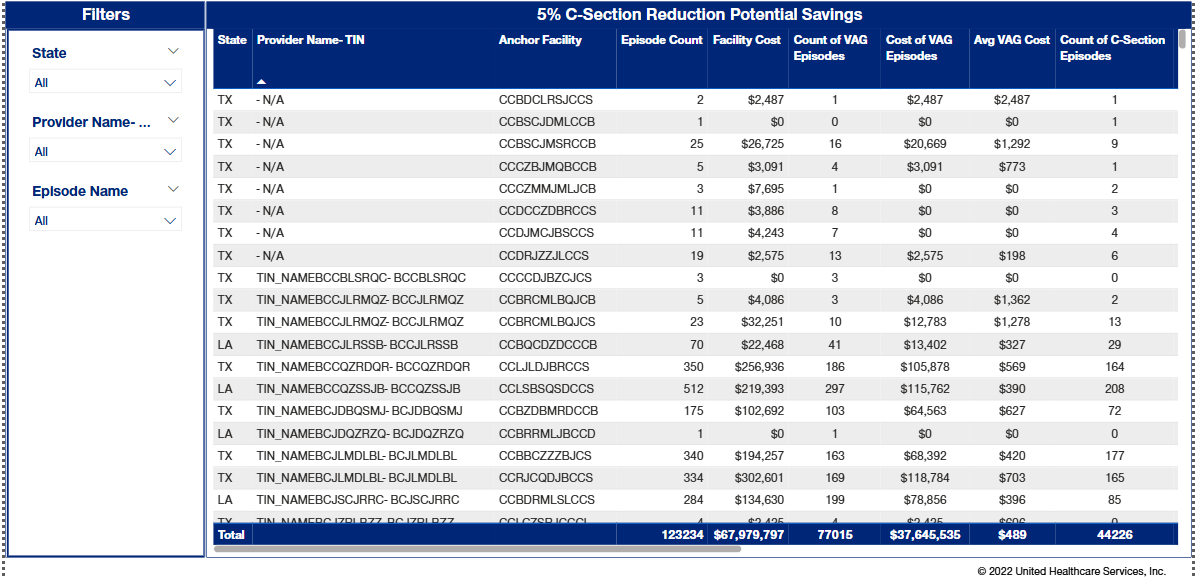 Filters
State
All
Provider Name- ...
All
Episode Name
All
5% C-Section Reduction Potential Savings
State Provider Name- TIN Anchor Facility Episode Count Facility Cost Count of VAG Episodes Cost of VAG Episodes Avg VAG Cost Count of C-Section Episodes
TX - N/A CCBDCLRSJCCS 2 $2,487 1 $2,487 $2,487 1
TX - N/A CCBSCJDMLCCB 1 $0 0 $0 $0 1
TX - N/A CCBSCJMSRCCB 25 $26,725 16 $20,669 $1,292 9
TX - N/A CCCZBJMQBCCB 5 $3,091 4 $3,091 $773 1
TX - N/A CCCZMMJMLJCB 3 $7,695 1 $0 $0 2
TX - N/A CCDCCZDBRCCS 11 $3,886 8 $0 $0 3
TX - N/A CCDJMCJBSCCS 11 $4,243 7 $0 $0 4
TX - N/A CCDRJZZJLCCS 19 $2,575 13 $2,575 $198 6
TX TIN_NAMEBCCBLSRQC- BCCBLSRQC CCCCDJBZCJCS 3 $0 3 $0 $0 0
TX TIN_NAMEBCCJLRMQZ- BCCJLRMQZ CCBRCMLBQJCB 5 $4,086 3 $4,086 $1,362 2
TX TIN_NAMEBCCJLRMQZ- BCCJLRMQZ CCBRCMLBQJCS 23 $32,251 10 $12,783 $1,278 13
LA TIN_NAMEBCCJLRSSB- BCCJLRSSB CCBQCDZDCCCB 70 $22,468 41 $13,402 $327 29
TX TIN_NAMEBCCQZRDQR- BCCQZRDQR CCLJLDJBRCCS 350 $256,936 186 $105,878 $569 164
LA TIN_NAMEBCCQZSSJB- BCCQZSSJB CCLSBSQSDCCS 512 $219,393 297 $115,762 $390 208
TX TIN_NAMEBCJDBQSMJ- BCJDBQSMJ CCBZDBMRDCCB 175 $102,692 103 $64,563 $627 72
LA TIN_NAMEBCJDQZRZQ- BCJDQZRZQ CCBRRMLJBCCD 1 $0 1 $0 $0 0
TX TIN_NAMEBCJLMDLBL- BCJLMDLBL CCBBCZZZBJCS 340 $194,257 163 $68,392 $420 177
TX TIN_NAMEBCJLMDLBL- BCJLMDLBL CCRJCQDJBCCS 334 $302,601 169 $118,784 $703 165
LA TIN_NAMEBCJSCJRRC- BCJSCJRRC CCBDRMLSLCCS 284 $134,630 199 $78,856 $396 85
TX
Total 123234 $67,979,797 77015 $37,645,535 $489 44226
© 2022 United Healthcare Services, Inc.